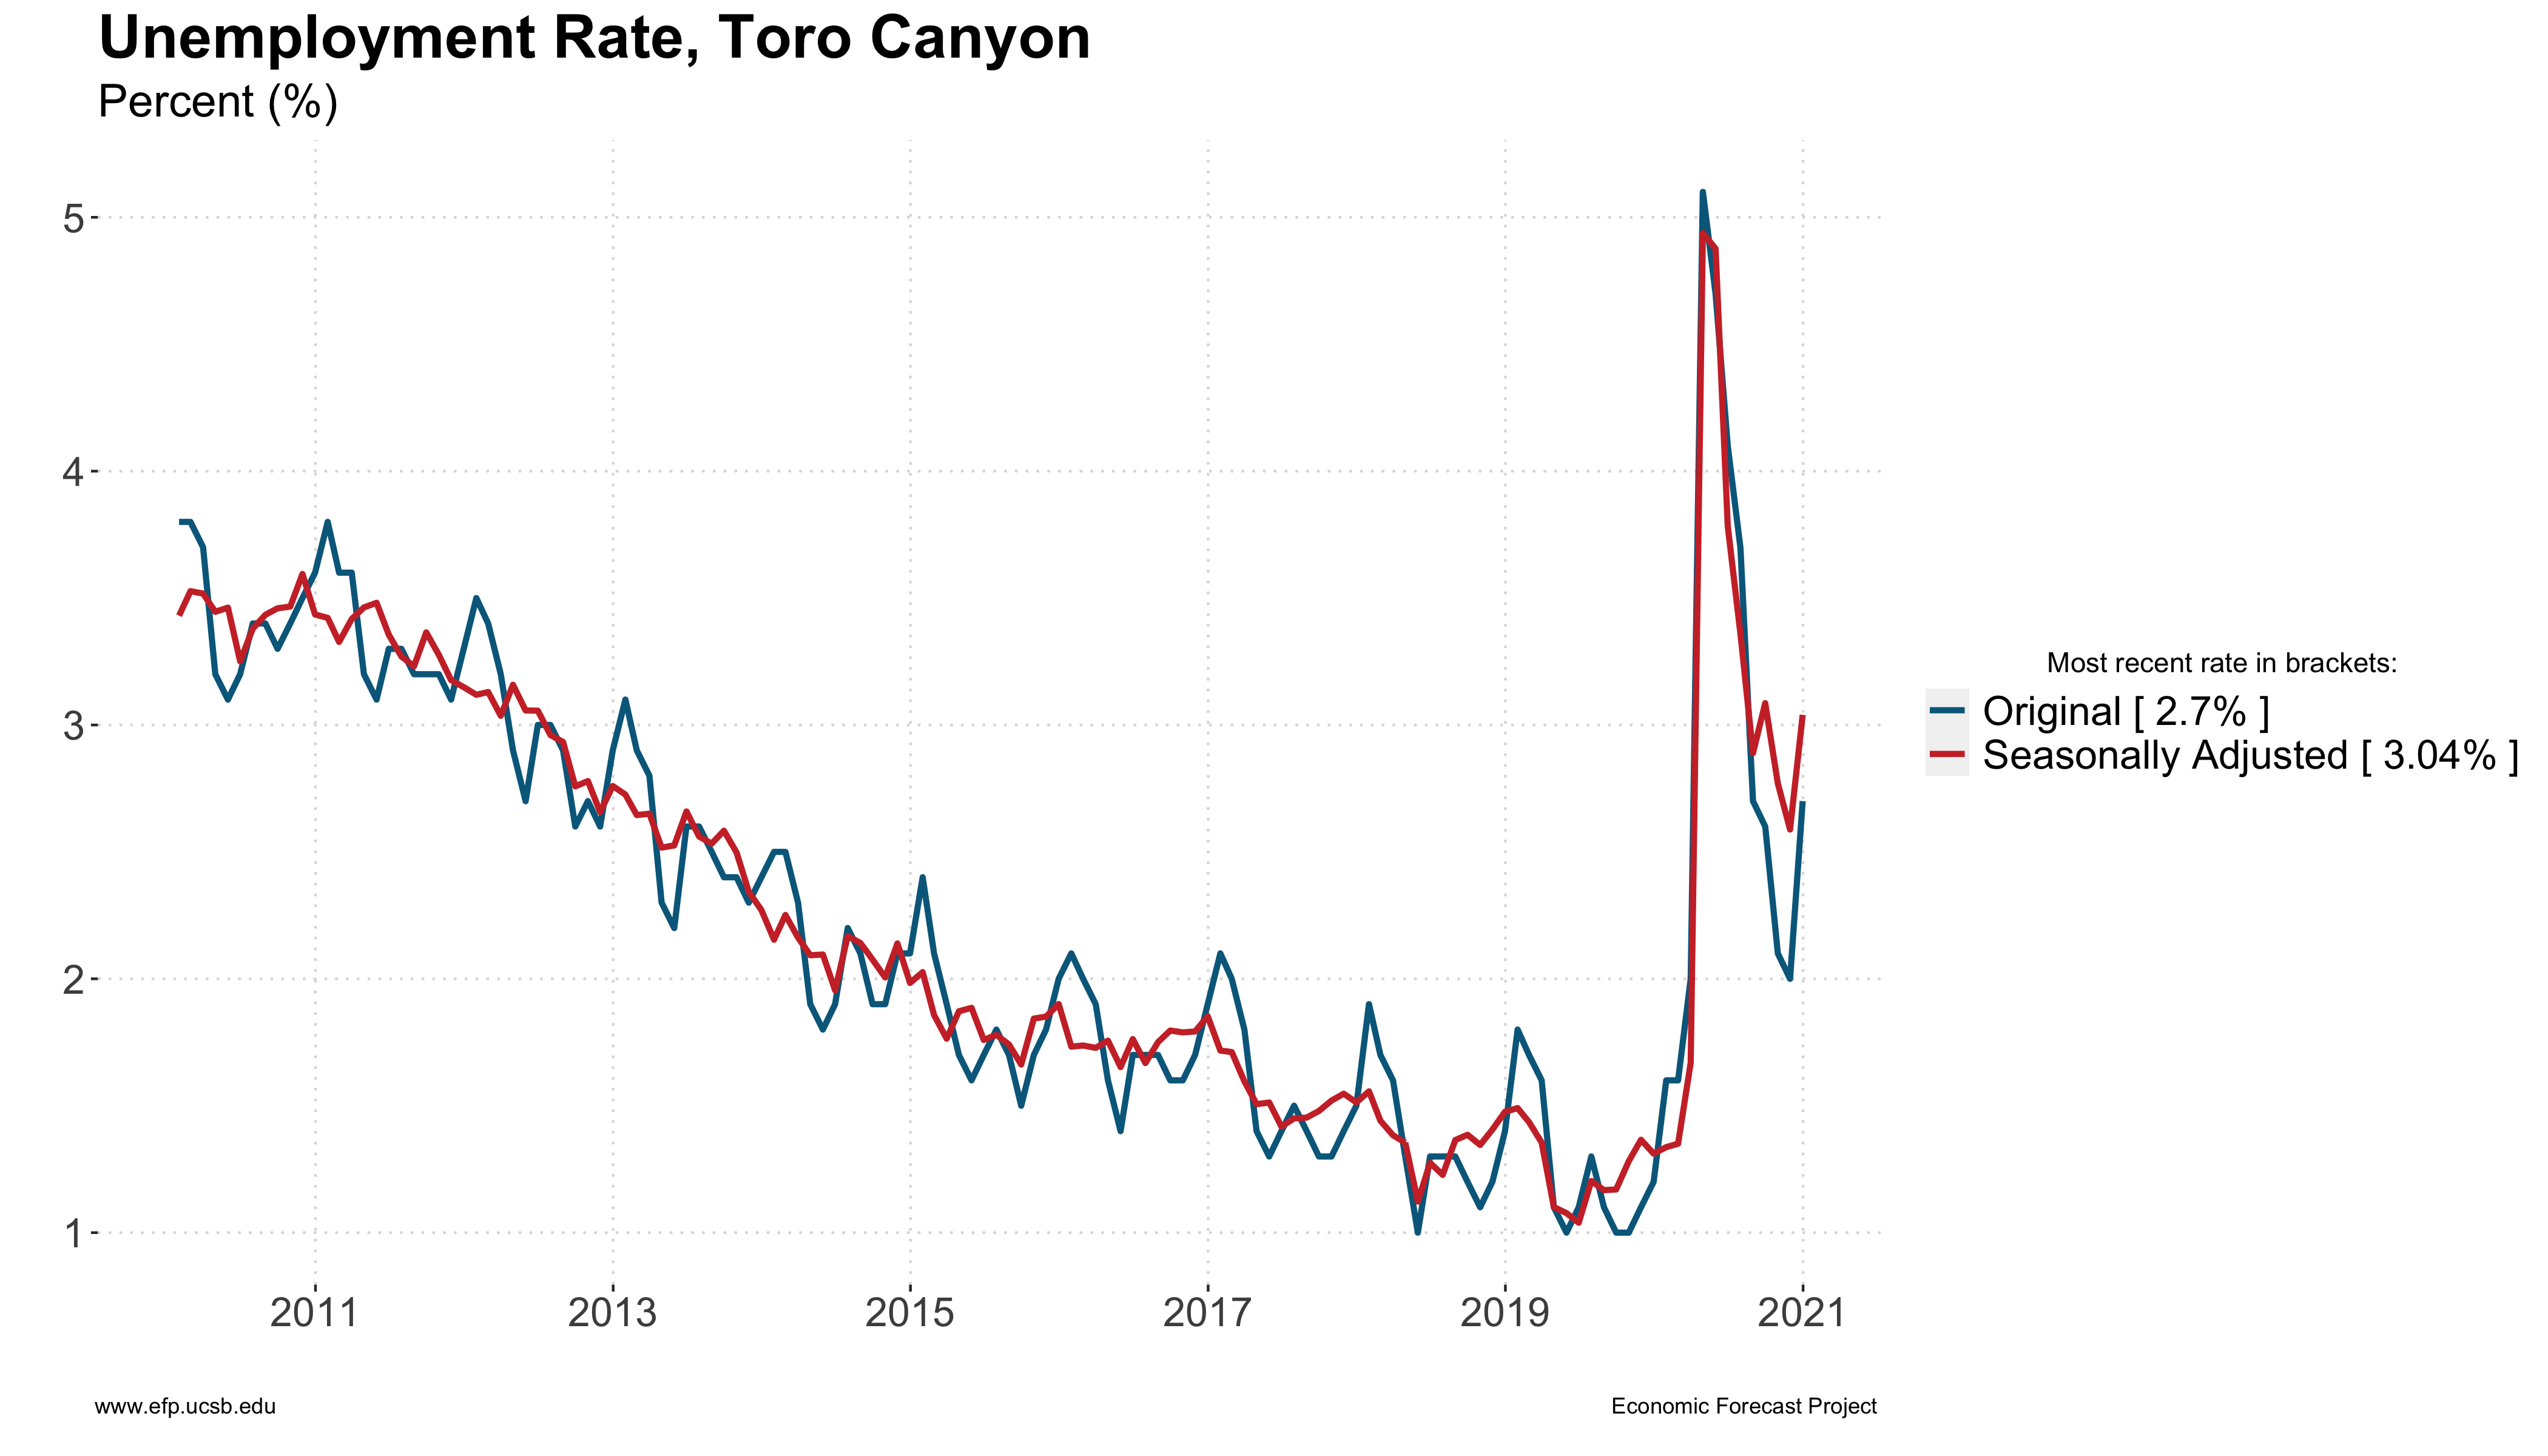 Unemployment Rate, Toro Canyon
Percent (%)
5
4
3
2
1
2011 2013 2015 2017 2019 2021
Most recent rate in brackets:
Original [ 2.7% ]
Seasonally Adjusted [ 3.04% ]
www.efp.ucsb.edu
Economic Forecast Project